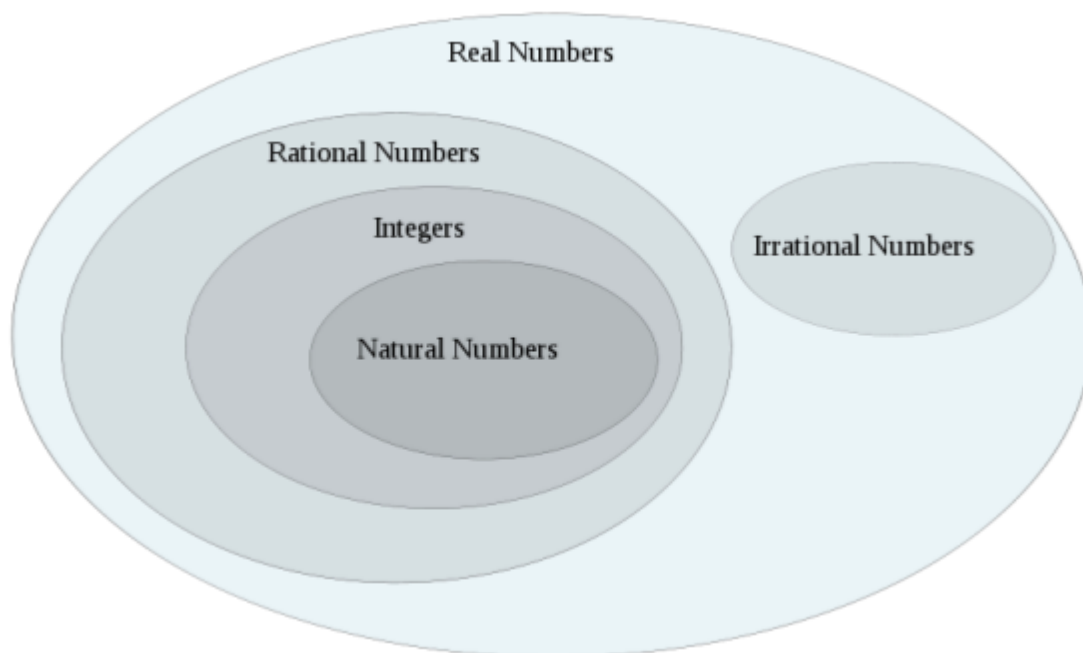 Real Numbers
Rational Numbers
Integers
Irrational Numbers
Natural Numbers